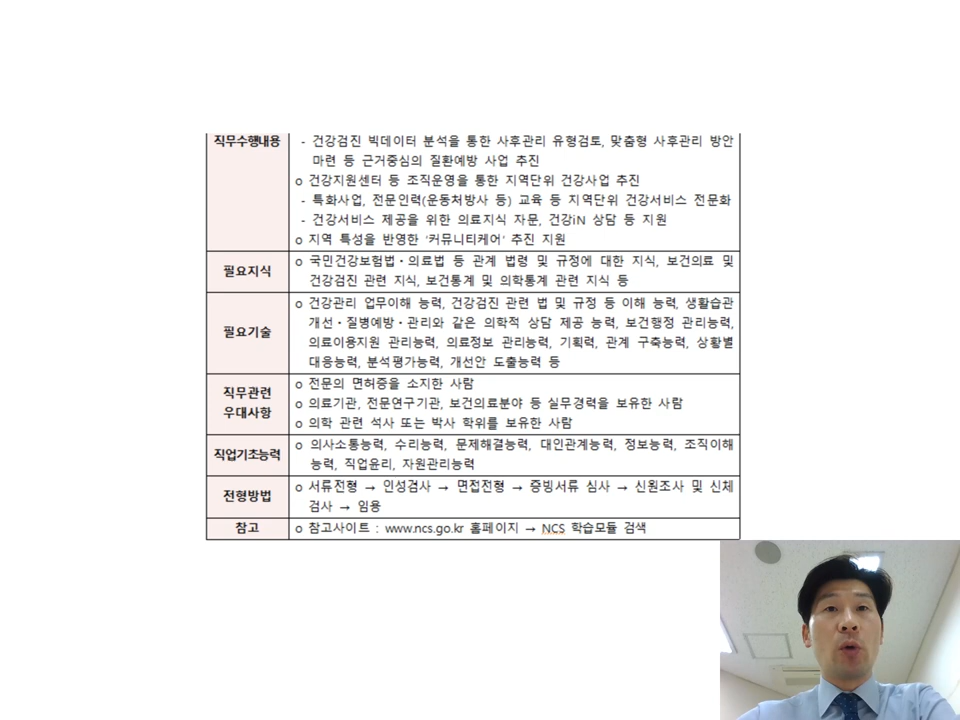 직무수행내용
- 건강검진 빅데이터 분석을 통한 사후관리 유형검토, 맞춤형 사후관리 방안
마련 등 근거중심의 질환예방 사업 추진
o 건강지원센터 등 조직운영을 통한 지역단위 건강사업 추진
- 특화사업, 전문인력(운동처방사 등) 교육 등 지역단위 건강서비스 전문화
- 건강서비스 제공을 위한 의료지식 자문, 건강iN 상담 등 지원
o 지역 특성을 반영한 '커뮤니티케어' 추진 지원
필요지식
o 국민건강보험법・의료법 등 관계 법령 및 규정에 대한 지식, 보건의료 및
건강검진 관련 지식, 보건통계 및 의학통계 관련 지식 등
필요기술
o 건강관리 업무이해 능력, 건강검진 관련 법 및 규정 등 이해 능력, 생활습관
개선・질병예방・관리와 같은 의학적 상담 제공 능력, 보건행정 관리능력,
의료이용지원 관리능력, 의료정보 관리능력, 기획력, 관계 구축능력, 상황별
대응능력, 분석평가능력, 개선안 도출능력 등
직무관련
우대사항
o 전문의 면허증을 소지한 사람
o 의료기관, 전문연구기관, 보건의료분야 등 실무경력을 보유한 사람
o 의학 관련 석사 또는 박사 학위를 보유한 사람
직업기초능력
o 의사소통능력, 수리능력, 문제해결능력, 대인관계능력, 정보능력, 조직이해
능력, 직업윤리, 자원관리능력
전형방법
o 서류전형 → 인성검사 → 면접전형 → 증빙서류 심사 → 신원조사 및 신체
검사 → 임용
참고
o 참고사이트 : www.ncs.go.kr 홈페이지 → NCS 학습모듈 검색